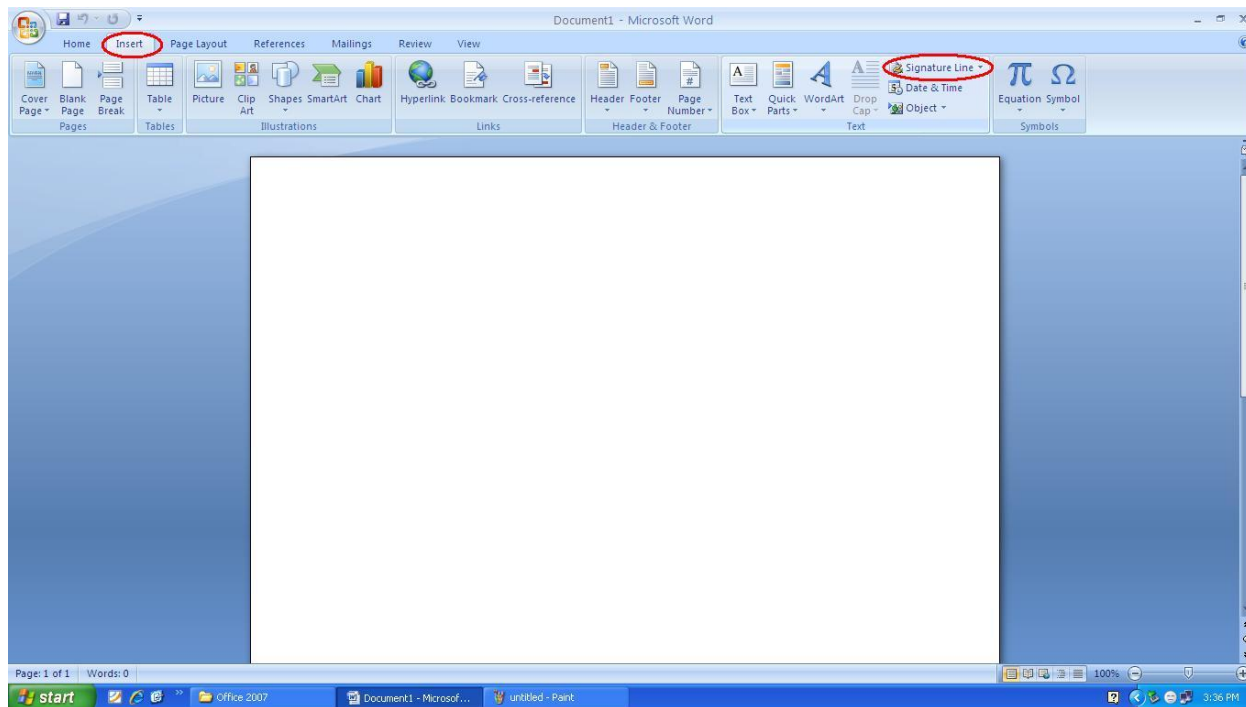 Document1 - Microsoft Word
Home Insert Page Layout References Mailings Review View
Cover Page Blank Page Page Break Table Picture Clip Art Shapes SmartArt Chart Hyperlink Bookmark Cross-reference Header Footer Page Number Text Box Quick Parts WordArt Drop Cap Signature Line Equation Symbol
Date & Time
Object
Pages Tables Illustrations Links Header & Footer Text Symbols
Page: 1 of 1 Words: 0 100%
start Office 2007 Document1 - Microsof... untitled - Paint 3:36 PM